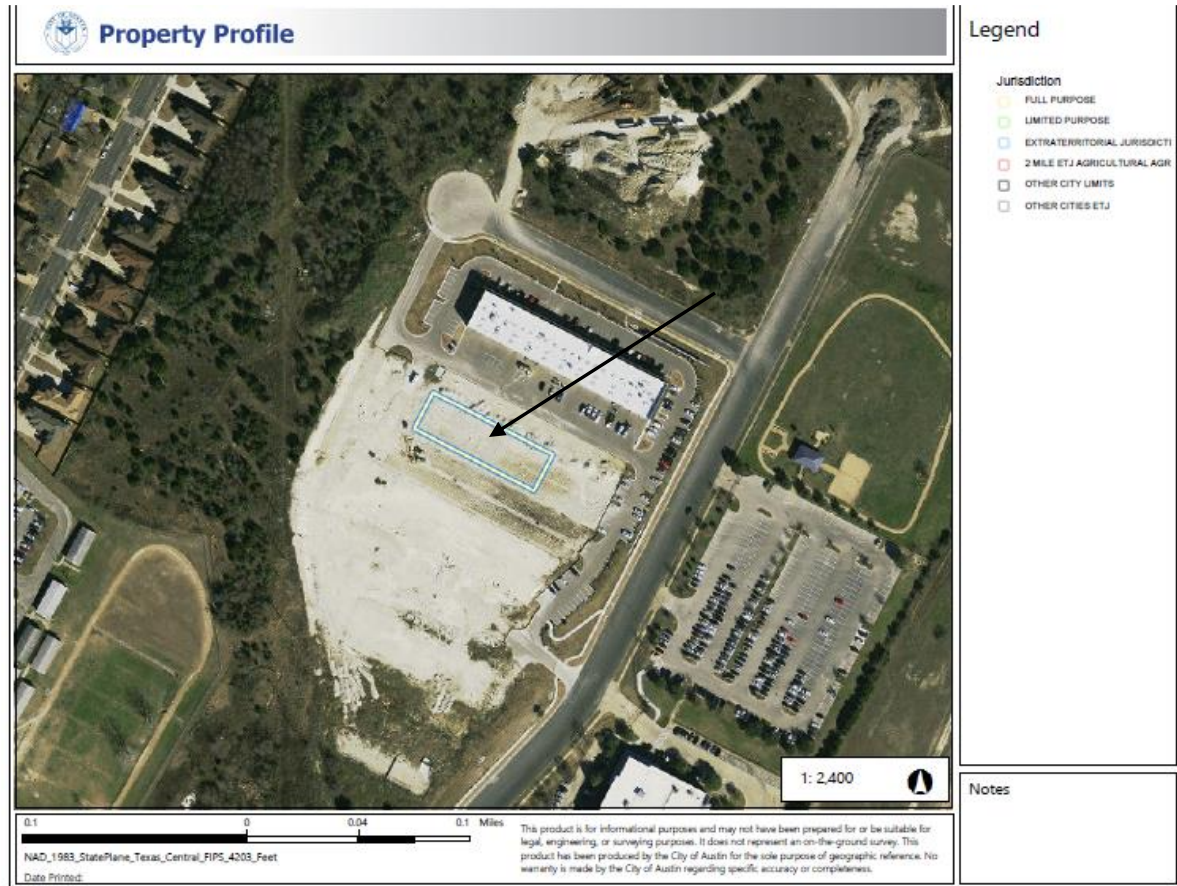 Property Profile
Legend
Jurisdiction
FULL PURPOSE
LIMITED PURPOSE
EXTRATERRITORIAL JURISDICTI
2 MILE ETJ AGRICULTURAL AGR
OTHER CITY LIMITS
OTHER CITIES ETJ
1: 2,400
Notes
0.1 0 0.04 0.1 Miles
NAD_1983_StatePlane_Texas_Central_FIPS_4203_Feet
Date Printed:
This product is for informational purposes and may not have been prepared for or be suitable for
legal, engineering, or surveying purposes. It does not represent an on-the-ground survey. This
product has been produced by the City of Austin for the sole purpose of geographic reference. No
warranty is made by the City of Austin regarding specific accuracy or completeness.